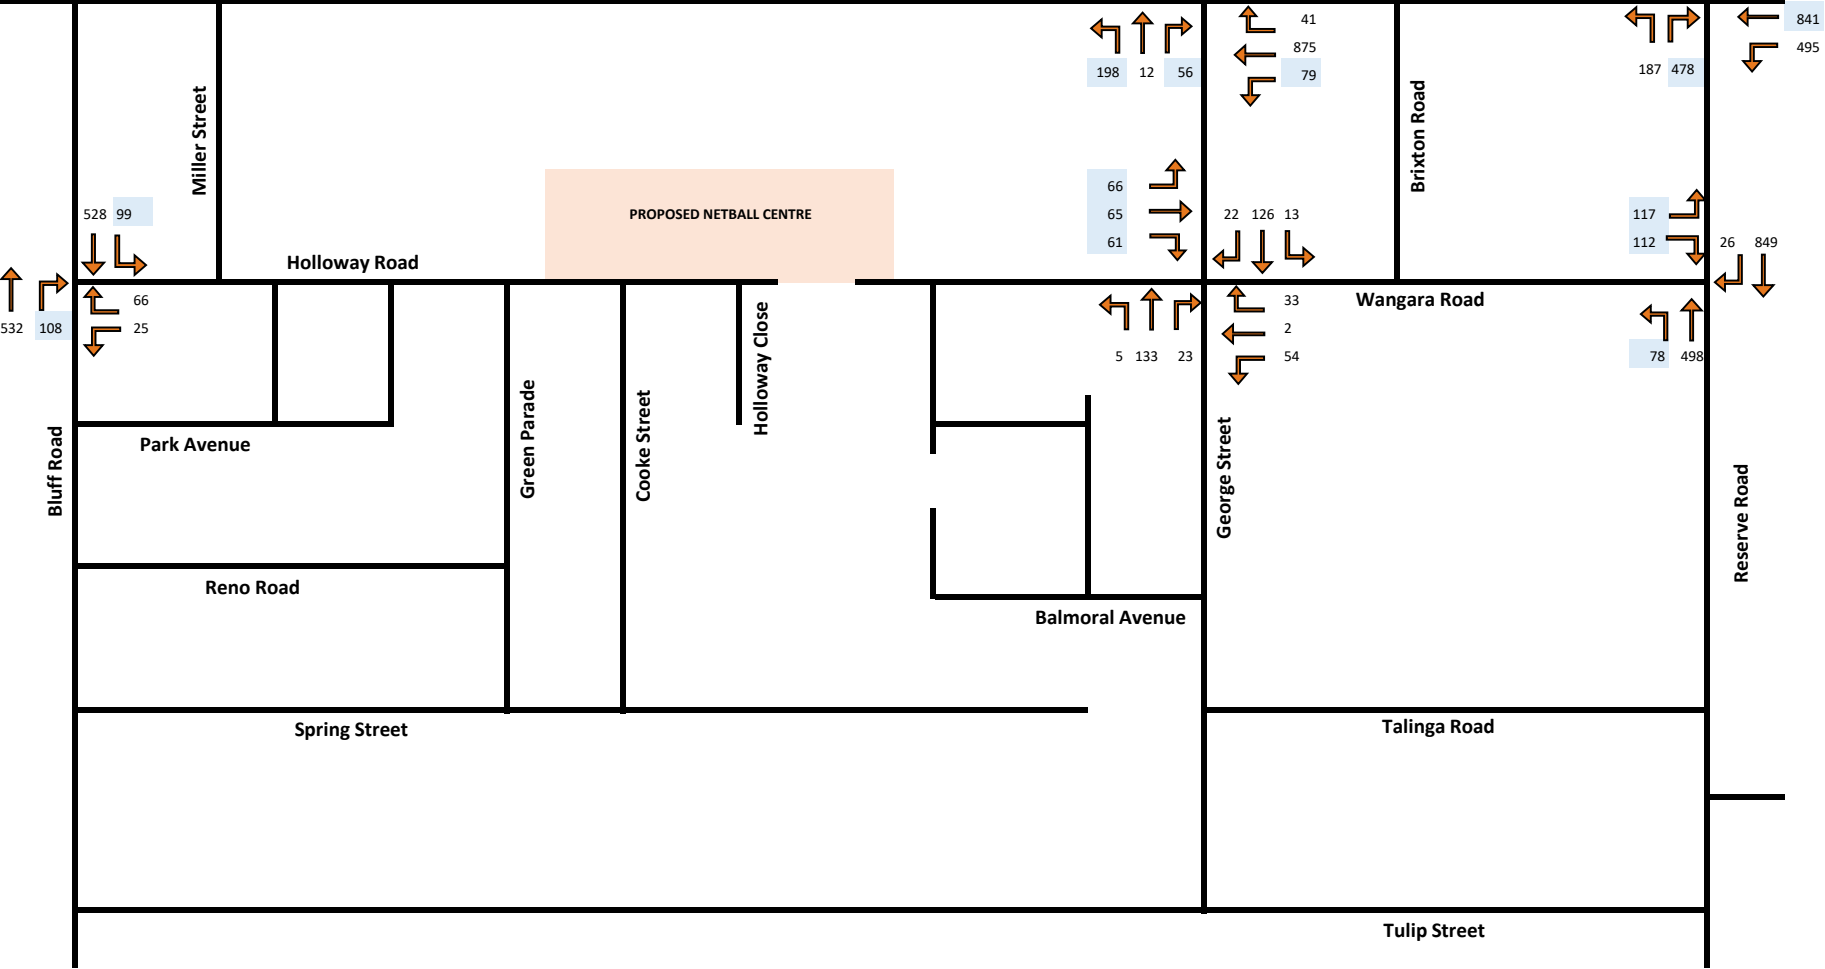 41
841
875
495
198 12 56
79
187 478
Miller Street
Brixton Road
66
65
61
PROPOSED NETBALL CENTRE
528 99
22 126 13
117
112
26 849
Holloway Road
66
25
532 108
33
2
54
Wangara Road
5 133 23
78 498
Holloway Close
Green Parade
Cooke Street
George Street
Park Avenue
Bluff Road
Reserve Road
Reno Road
Balmoral Avenue
Spring Street
Talinga Road
Tulip Street